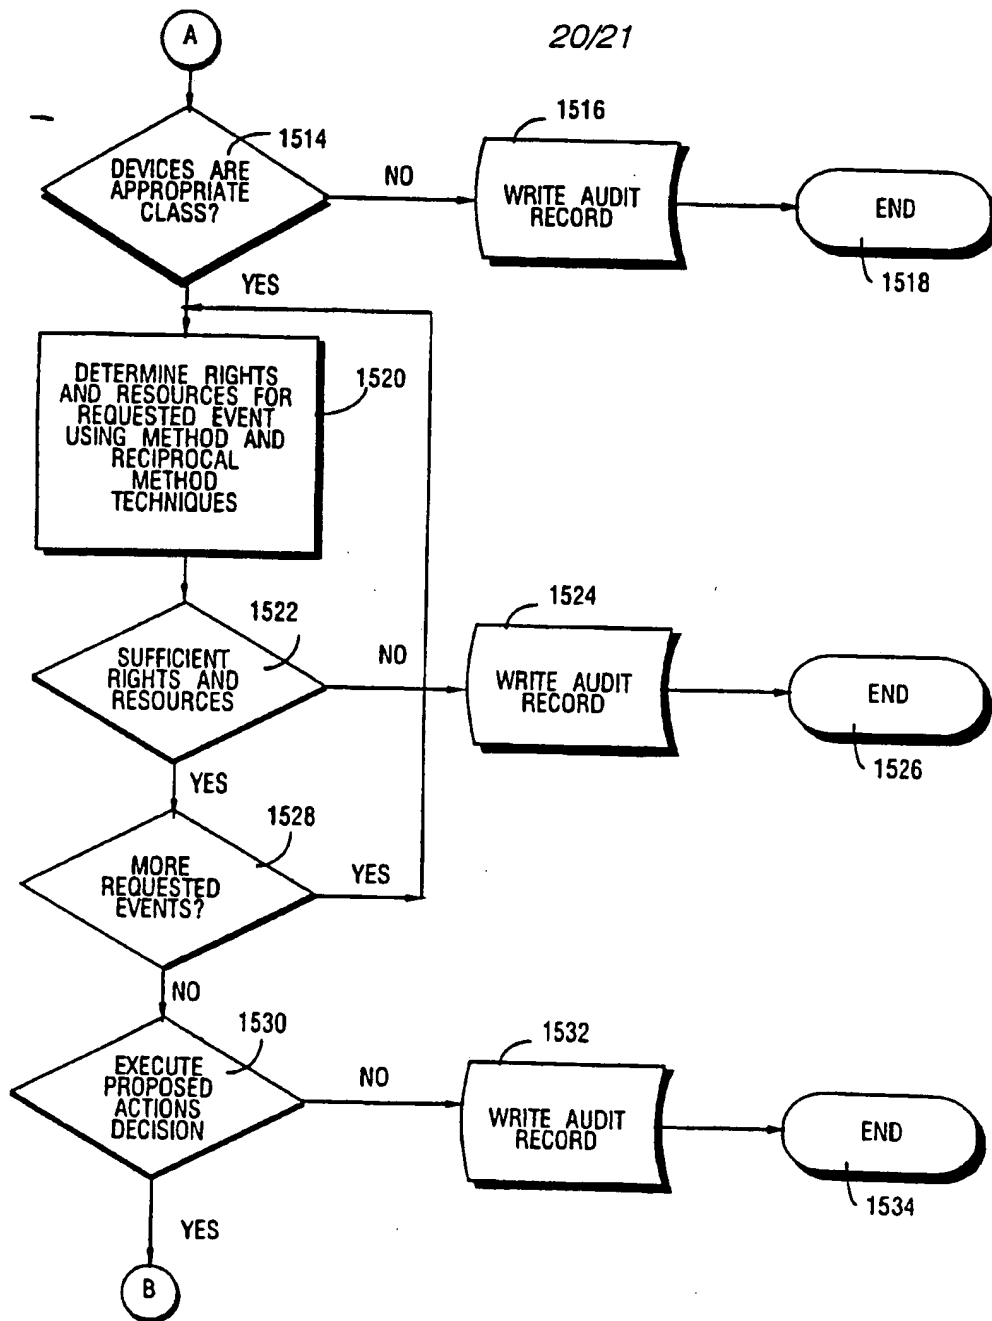 20/21
A
1514
DEVICES ARE
APPROPRIATE
CLASS?
NO
1516
WRITE AUDIT
RECORD
END
1518
YES
DETERMINE RIGHTS
AND RESOURCES FOR
REQUESTED EVENT
USING METHOD AND
RECIPROCAL
METHOD
TECHNIQUES
1520
1522
SUFFICIENT
RIGHTS AND
RESOURCES
NO
1524
WRITE AUDIT
RECORD
END
1526
YES
1528
MORE
REQUESTED
EVENTS?
YES
NO
1530
EXECUTE
PROPOSED
ACTIONS
DECISION
NO
1532
WRITE AUDIT
RECORD
END
1534
YES
B